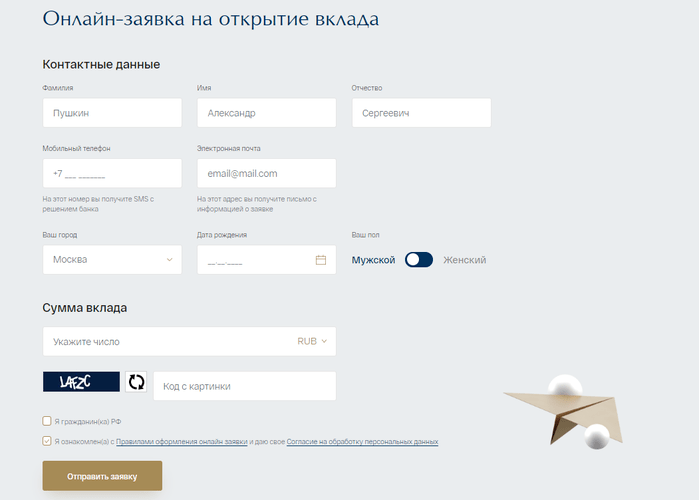 Онлайн-заявка на открытие вклада
Контактные данные
Фамилия Имя Отчество
Пушкин Александр Сергеевич
Мобильный телефон Электронная почта
+7 ___ _______ email@mail.com
На этот номер вы получите SMS с
решением банка
На этот адрес вы получите письмо с
информацией о заявке
Ваш город Дата рождения Ваш пол
Москва __.__.____ Мужской Женский
Сумма вклада
Укажите число RUB
LAFZC Код с картинки
Я гражданин(ка) РФ
Я ознакомлен(а) с Правилами оформления онлайн заявки и даю свое Согласие на обработку персональных данных
Отправить заявку